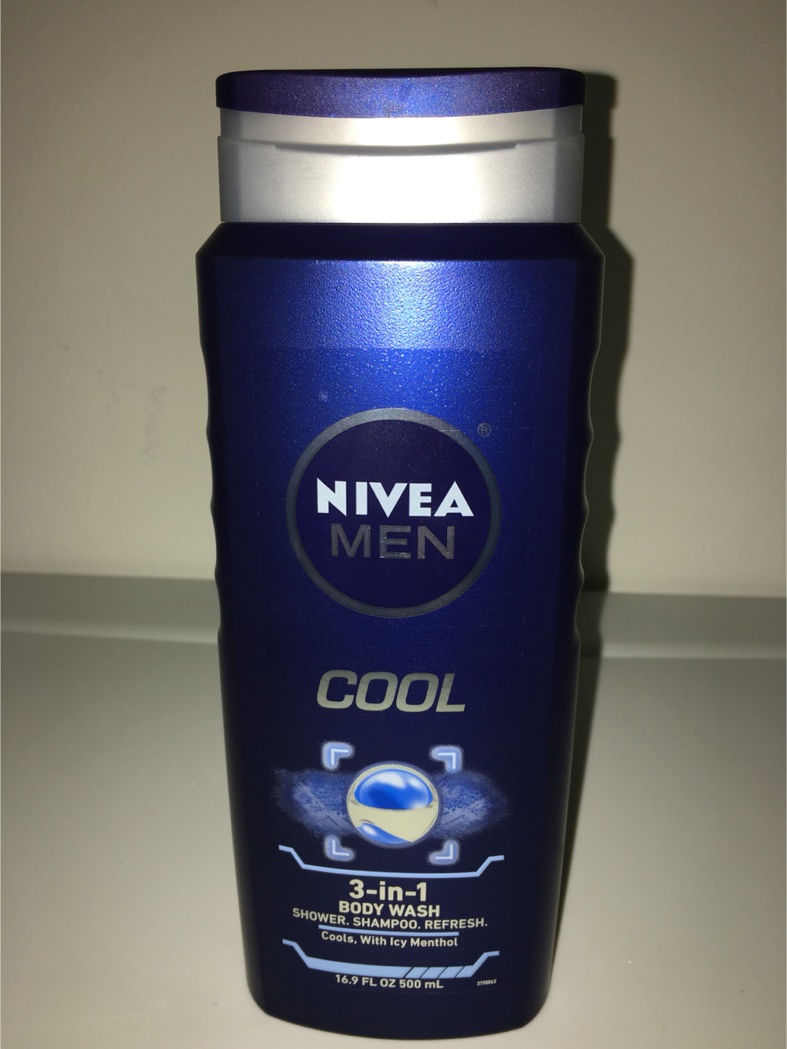 ®
NIVEA
MEN
COOL
3-in-1
BODY WASH
SHOWER. SHAMPOO. REFRESH.
Cools, With Icy Menthol
16.9 FL OZ 500 mL